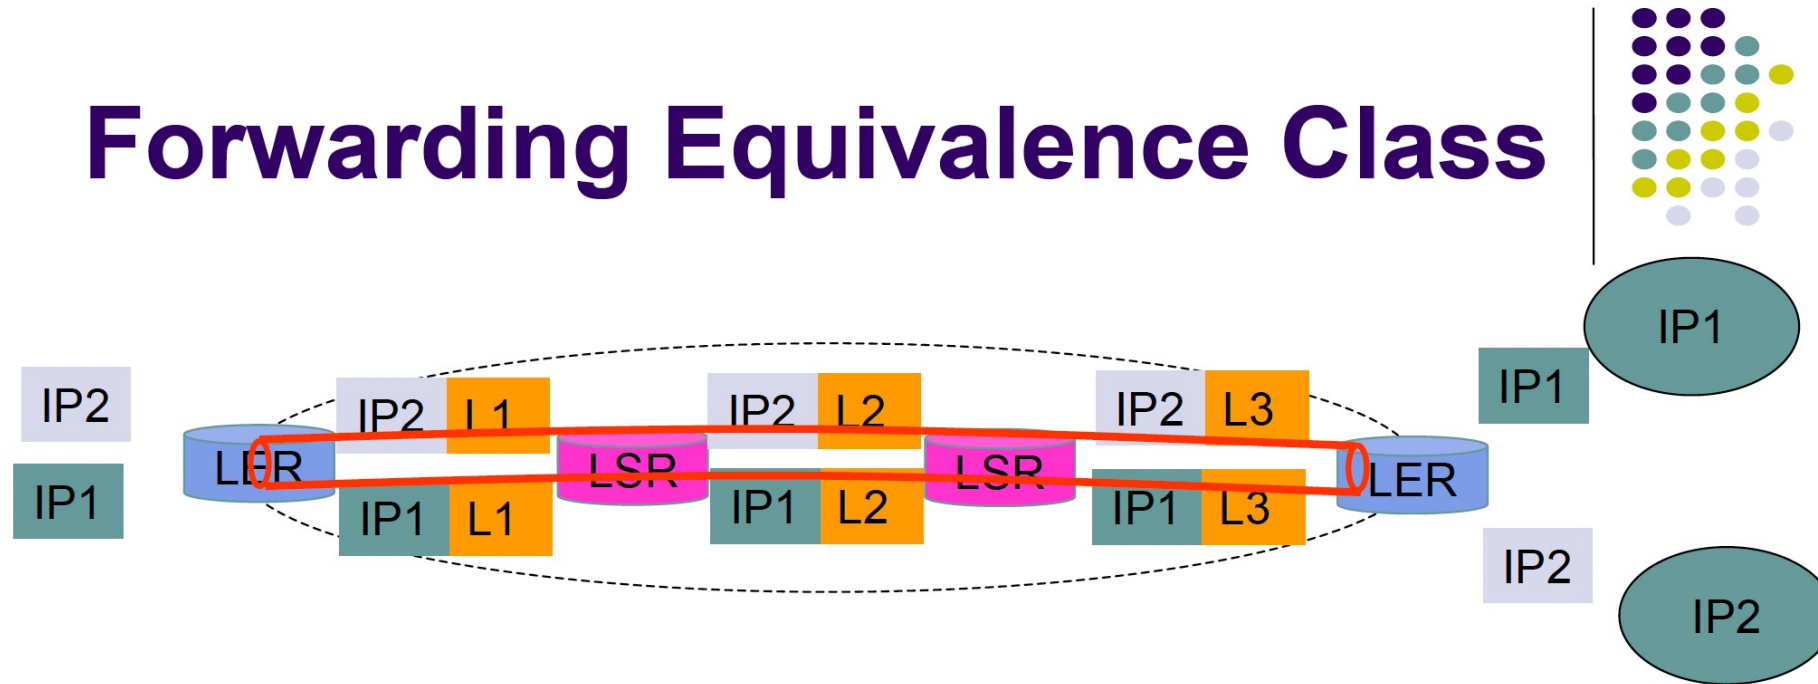 Forwarding Equivalence Class
IP1
IP2 IP2 L1 IP2 L2 IP2 L3 IP1
LER LSR LSR LER
IP1 IP1 L1 IP1 L2 IP1 L3
IP2
IP2